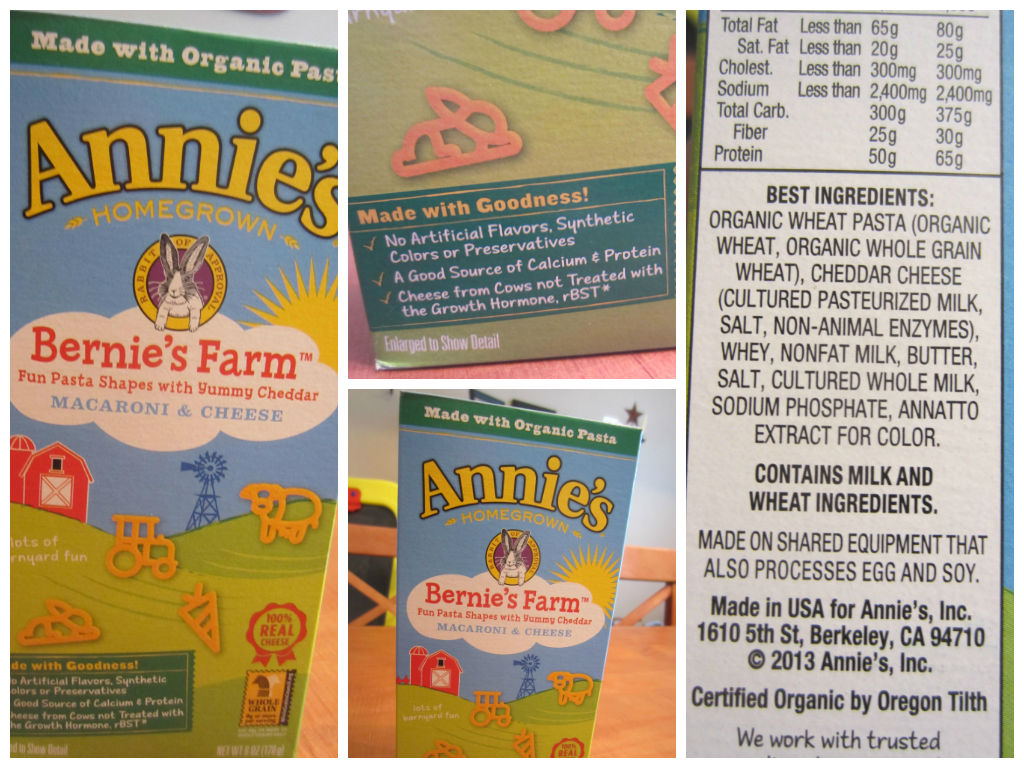 Made with Organic
Annie's
HOMEGROWN
RABBIT OF APPROVAL
Bernie's Farm™
Fun Pasta Shapes with Yummy Cheddar
MACARONI & CHEESE
lots of
fun
100%
REAL
CHEESE
with Goodness!
Artificial Flavors, Synthetic
or Preservatives
Good Source of Calcium & Protein
from Cows not Treated with
Growth Hormone, rBST*
WHOLE
GRAIN
to Show Detail
NET WT 6 OZ (170g)
Made with Goodness!
✓ No Artificial Flavors, Synthetic
Colors or Preservatives
✓ A Good Source of Calcium & Protein
✓ Cheese from Cows not Treated with
the Growth Hormone, rBST*
Enlarged to Show Detail
Made with Organic Pasta
Annie's
HOMEGROWN
RABBIT OF APPROVAL
Bernie's Farm™
Fun Pasta Shapes with Yummy Cheddar
MACARONI & CHEESE
lots of
barnyard fun
100%
REAL
Total Fat Less than 65g 80g
Sat. Fat Less than 20g 25g
Cholest. Less than 300mg 300mg
Sodium Less than 2,400mg 2,400mg
Total Carb. 300g 375g
Fiber 25g 30g
Protein 50g 65g
BEST INGREDIENTS:
ORGANIC WHEAT PASTA (ORGANIC
WHEAT, ORGANIC WHOLE GRAIN
WHEAT), CHEDDAR CHEESE
(CULTURED PASTEURIZED MILK,
SALT, NON-ANIMAL ENZYMES),
WHEY, NONFAT MILK, BUTTER,
SALT, CULTURED WHOLE MILK,
SODIUM PHOSPHATE, ANNATTO
EXTRACT FOR COLOR.
CONTAINS MILK AND
WHEAT INGREDIENTS.
MADE ON SHARED EQUIPMENT THAT
ALSO PROCESSES EGG AND SOY.
Made in USA for Annie's, Inc.
1610 5th St, Berkeley, CA 94710
© 2013 Annie's, Inc.
Certified Organic by Oregon Tilth
We work with trusted